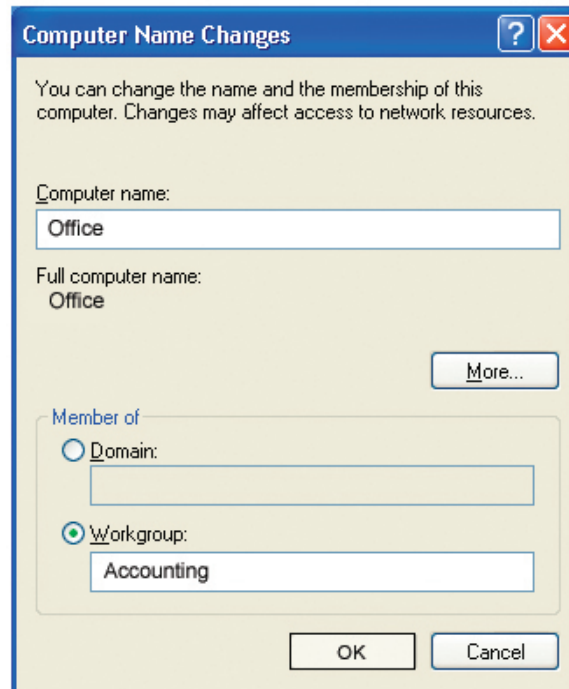 Computer Name Changes
You can change the name and the membership of this
computer. Changes may affect access to network resources.
Computer name:
Office
Full computer name:
Office
More...
Member of
Domain:
Workgroup:
Accounting
OK Cancel